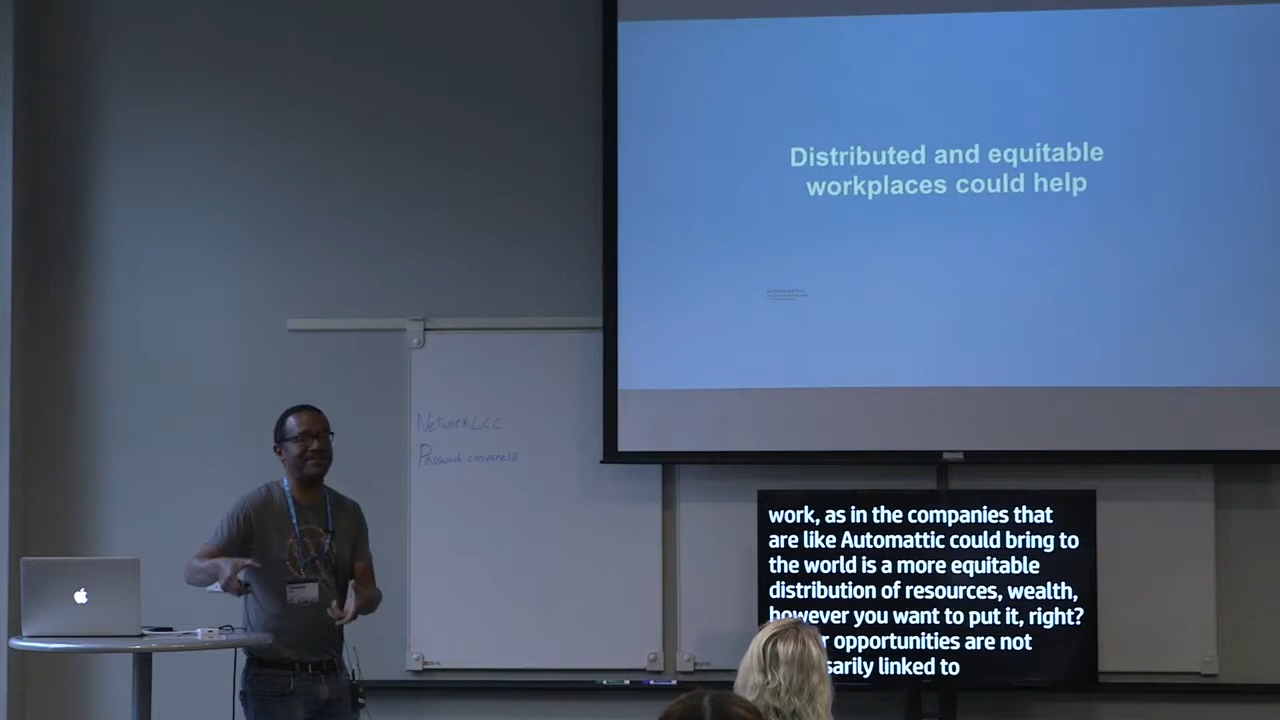 Distributed and equitable
workplaces could help
Network LCC
Password
work, as in the companies that
are like Automattic could bring to
the world is a more equitable
distribution of resources, wealth,
however you want to put it, right?
opportunities are not
linked to